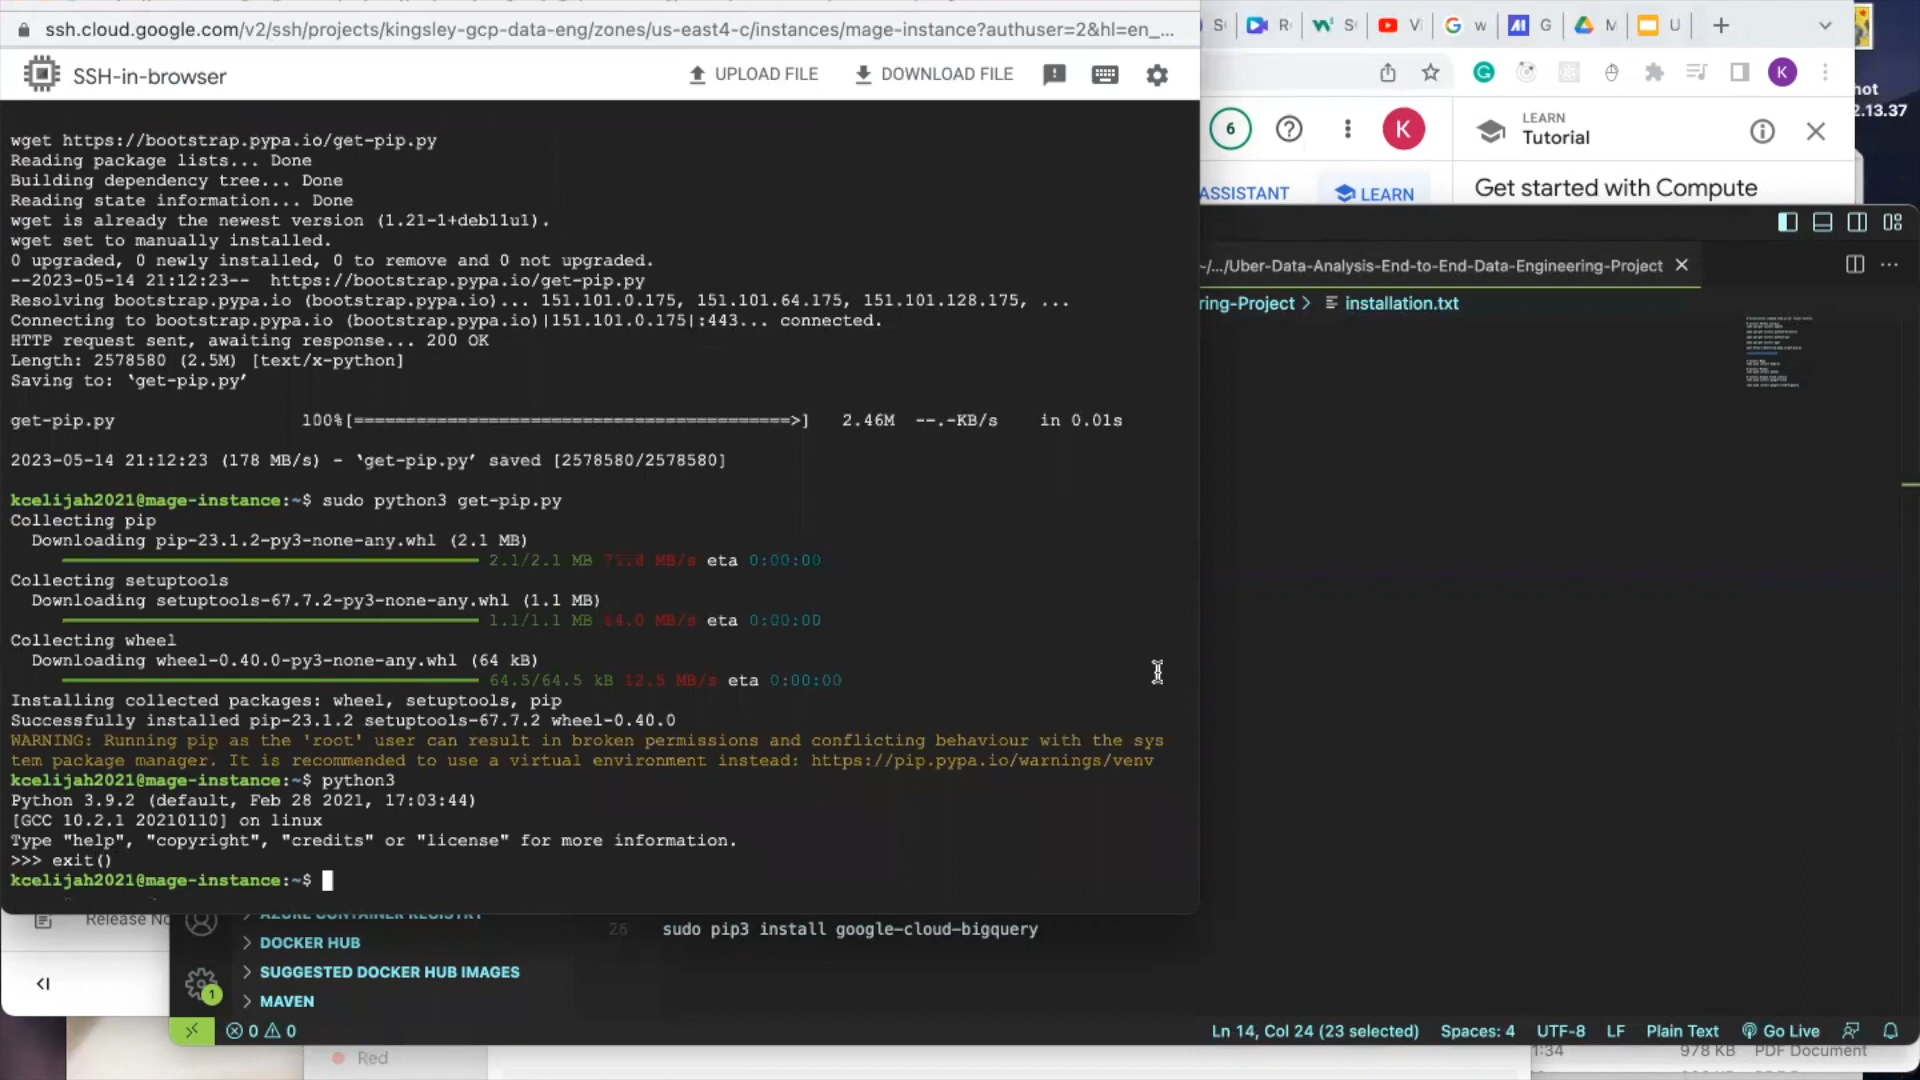 ssh.cloud.google.com/v2/ssh/projects/kingsley-gcp-data-eng/zones/us-east4-c/instances/mage-instance?authuser=2&hl=en_...
SSH-in-browser
UPLOAD FILE
DOWNLOAD FILE
wget https://bootstrap.pypa.io/get-pip.py
Reading package lists... Done
Building dependency tree... Done
Reading state information... Done
wget is already the newest version (1.21-1+deb11u1).
wget set to manually installed.
0 upgraded, 0 newly installed, 0 to remove and 0 not upgraded.
--2023-05-14 21:12:23--  https://bootstrap.pypa.io/get-pip.py
Resolving bootstrap.pypa.io (bootstrap.pypa.io)... 151.101.0.175, 151.101.64.175, 151.101.128.175, ...
Connecting to bootstrap.pypa.io (bootstrap.pypa.io)|151.101.0.175|:443... connected.
HTTP request sent, awaiting response... 200 OK
Length: 2578580 (2.5M) [text/x-python]
Saving to: ‘get-pip.py’
get-pip.py 100%[==========================================>] 2.46M --.-KB/s in 0.01s
2023-05-14 21:12:23 (178 MB/s) - ‘get-pip.py’ saved [2578580/2578580]
kcelijah2021@mage-instance:~$ sudo python3 get-pip.py
Collecting pip
Downloading pip-23.1.2-py3-none-any.whl (2.1 MB)
2.1/2.1 MB MB/s eta 0:00:00
Collecting setuptools
Downloading setuptools-67.7.2-py3-none-any.whl (1.1 MB)
1.1/1.1 MB 64.0 MB/s eta 0:00:00
Collecting wheel
Downloading wheel-0.40.0-py3-none-any.whl (64 kB)
64.5/64.5 kB 12.5 MB/s eta 0:00:00
Installing collected packages: wheel, setuptools, pip
Successfully installed pip-23.1.2 setuptools-67.7.2 wheel-0.40.0
WARNING: Running pip as the 'root' user can result in broken permissions and conflicting behaviour with the sys
tem package manager. It is recommended to use a virtual environment instead: https://pip.pypa.io/warnings/venv
kcelijah2021@mage-instance:~$ python3
Python 3.9.2 (default, Feb 28 2021, 17:03:44)
[GCC 10.2.1 20210110] on linux
Type "help", "copyright", "credits" or "license" for more information.
>>> exit()
kcelijah2021@mage-instance:~$
S R S V G w G M U
K
6
K
LEARN
Tutorial
ASSISTANT
LEARN
Get started with Compute
not
2.13.37
~/.../Uber-Data-Analysis-End-to-End-Data-Engineering-Project
ring-Project > installation.txt
Release No
AZURE CONTAINER REGISTRY
DOCKER HUB
SUGGESTED DOCKER HUB IMAGES
MAVEN
26 sudo pip3 install google-cloud-bigquery
1
0 0
Ln 14, Col 24 (23 selected)
Spaces: 4
UTF-8
LF
Plain Text
Go Live
Red
1:34
978 KB
PDF Document